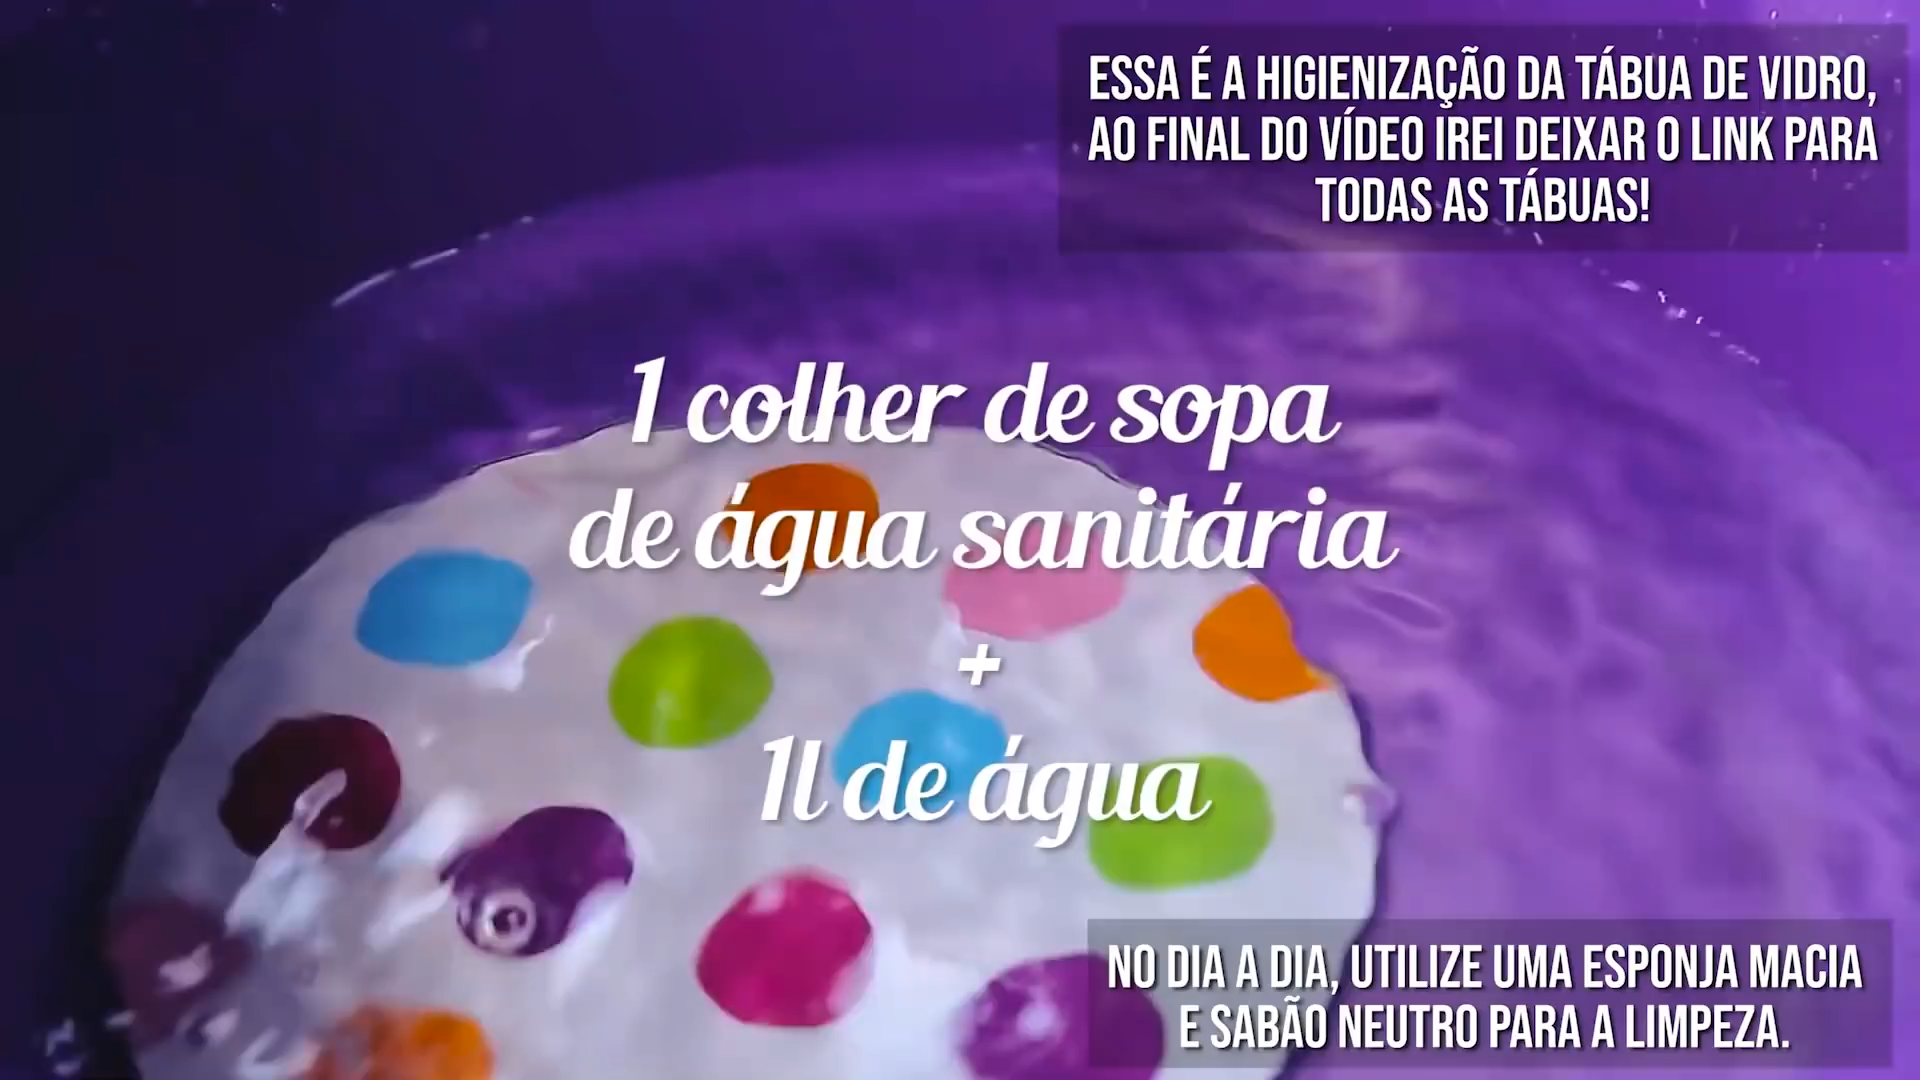 ESSA É A HIGIENIZAÇÃO DA TÁBUA DE VIDRO,
AO FINAL DO VÍDEO IREI DEIXAR O LINK PARA
TODAS AS TÁBUAS!
1 colher de sopa
de água sanitária
+
1l de água
NO DIA A DIA, UTILIZE UMA ESPONJA MACIA
E SABÃO NEUTRO PARA A LIMPEZA.